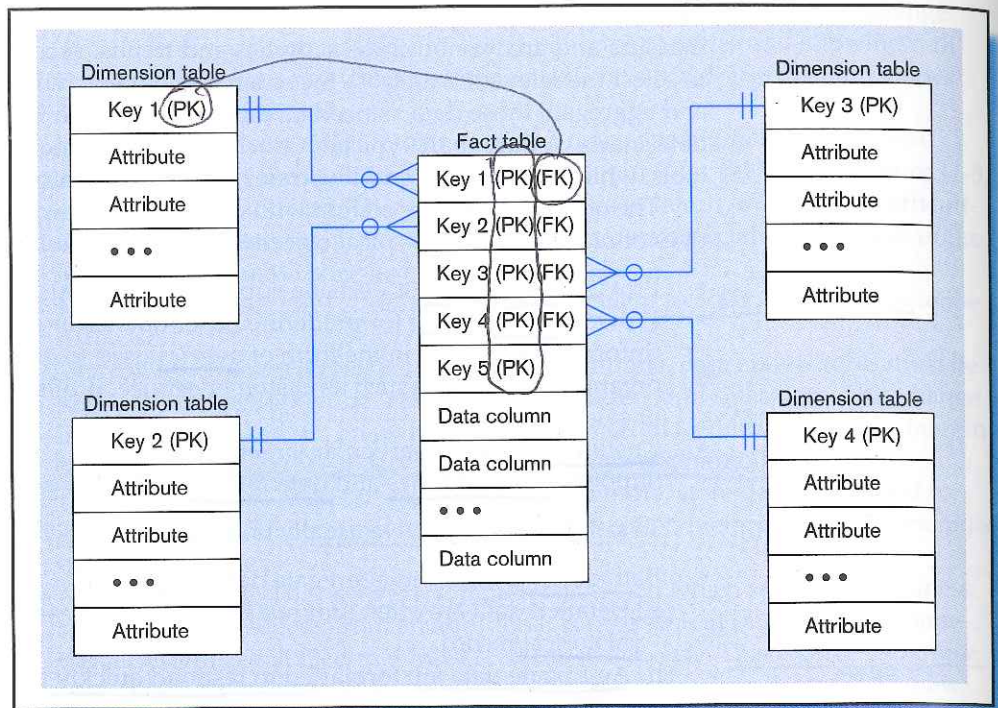 Dimension table
Key 1 (PK)
Attribute
Attribute
•••
Attribute
Dimension table
Key 2 (PK)
Attribute
Attribute
•••
Attribute
Fact table
Key 1 (PK)(FK)
Key 2 (PK)(FK)
Key 3 (PK)(FK)
Key 4 (PK)(FK)
Key 5 (PK)
Data column
Data column
•••
Data column
Dimension table
Key 3 (PK)
Attribute
Attribute
•••
Attribute
Dimension table
Key 4 (PK)
Attribute
Attribute
•••
Attribute